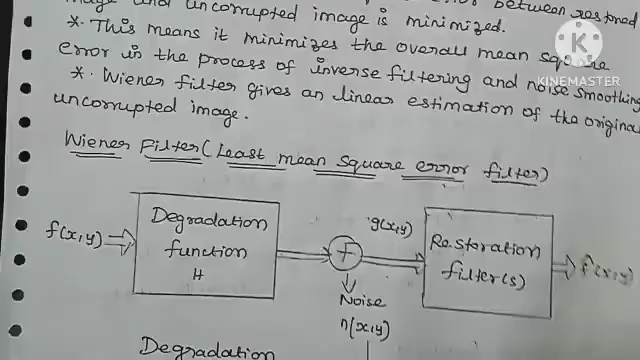 image and uncorrupted image is minimized. between restored
*. This means it minimizes the overall mean square
error in the process of inverse filtering and noise smoothing
*. Wiener filter gives an linear estimation of the original
uncorrupted image.
KINEMASTER
Wiener Filter (Least mean square error filter)
f(x,y)
Degradation
function
H
+
Noise
η(x,y)
g(x,y)
Restoration
filter(s)
f̂(x,y)
Degradation